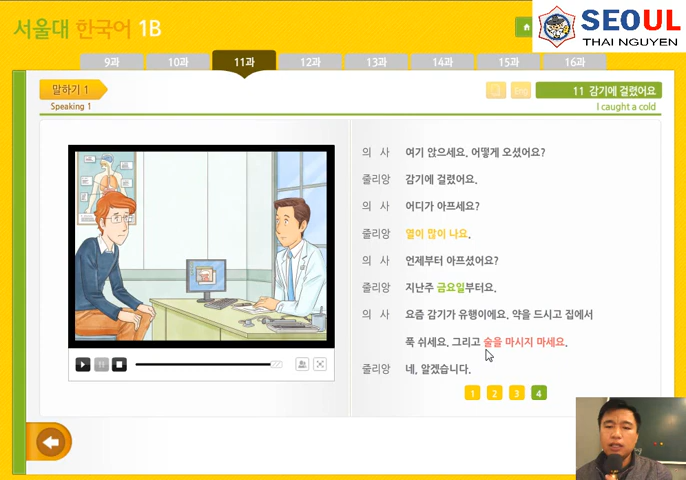 서울대 한국어 1B
SEOUL
THAI NGUYEN
9과 10과 11과 12과 13과 14과 15과 16과
말하기 1
Speaking 1
11 감기에 걸렸어요
I caught a cold
의 사 여기 앉으세요. 어떻게 오셨어요?
줄리앙 감기에 걸렸어요.
의 사 어디가 아프세요?
줄리앙 열이 많이 나요.
의 사 언제부터 아프셨어요?
줄리앙 지난주 금요일부터요.
의 사 요즘 감기가 유행이에요. 약을 드시고 집에서
푹 쉬세요. 그리고 술을 마시지 마세요.
줄리앙 네, 알겠습니다.
1 2 3 4